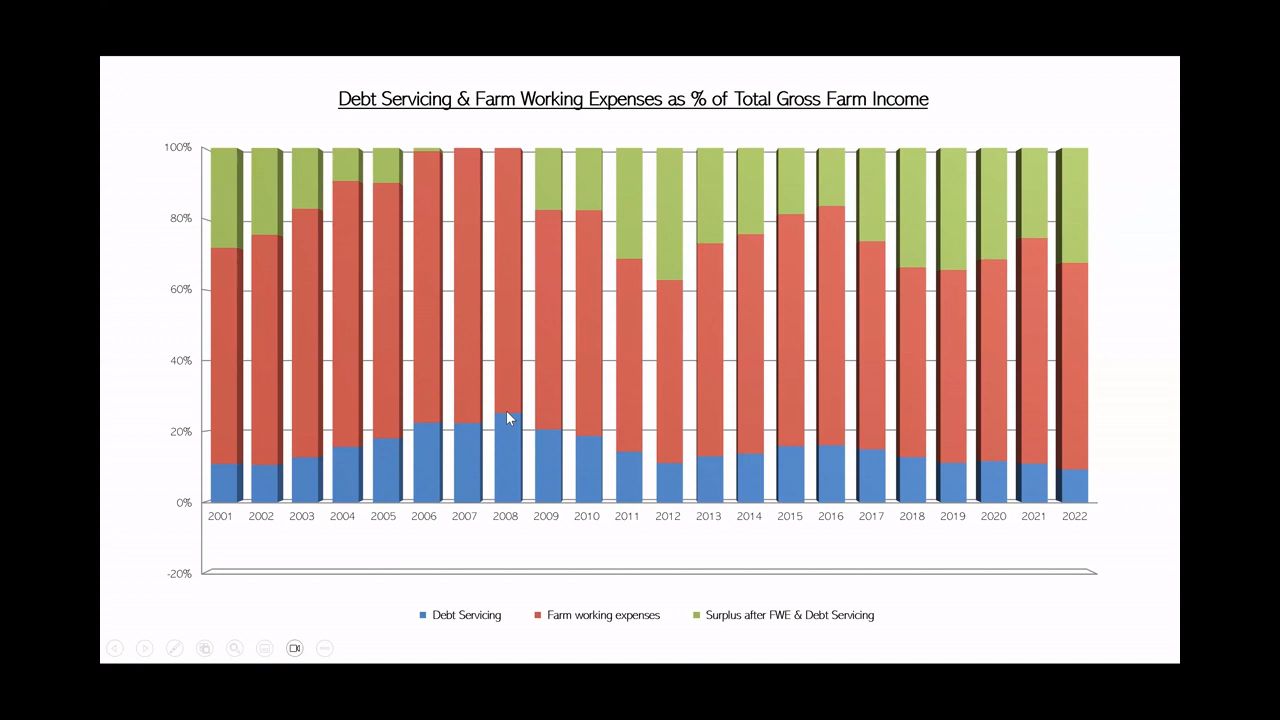 Debt Servicing & Farm Working Expenses as % of Total Gross Farm Income
100%
80%
60%
40%
20%
0%
2001 2002 2003 2004 2005 2006 2007 2008 2009 2010 2011 2012 2013 2014 2015 2016 2017 2018 2019 2020 2021 2022
-20%
Debt Servicing Farm working expenses Surplus after FWE & Debt Servicing